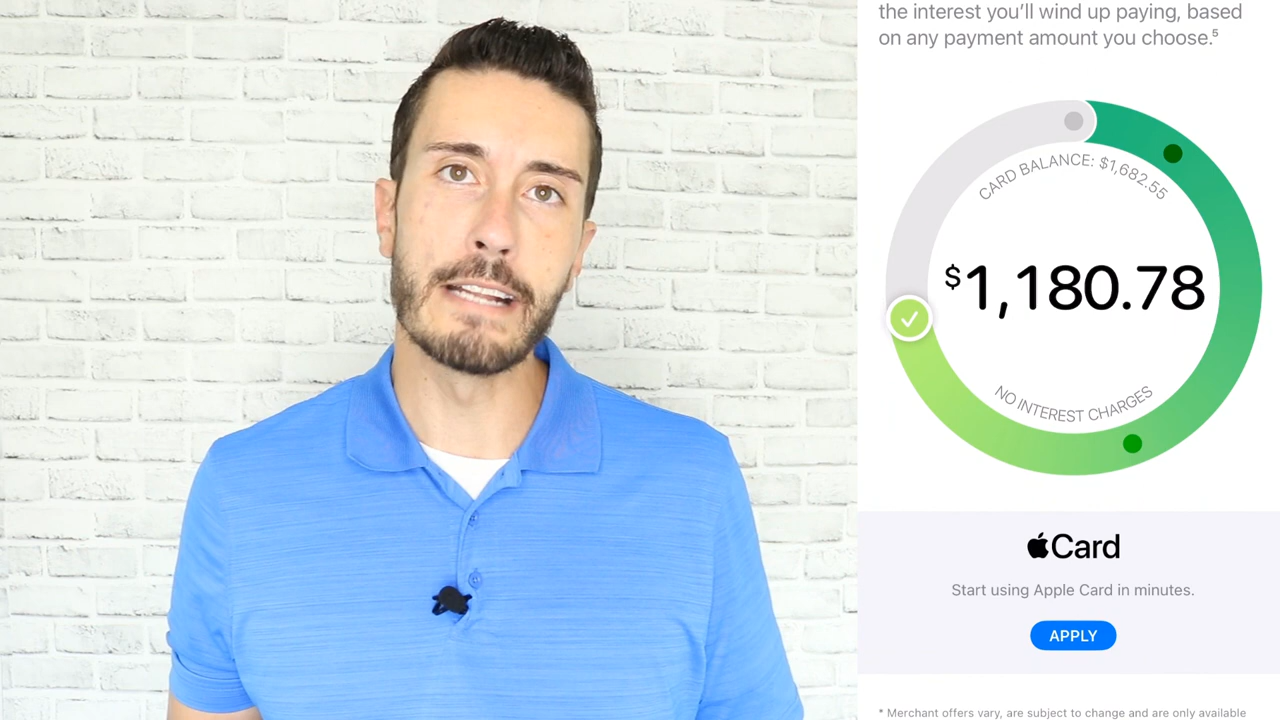 the interest you’ll wind up paying, based
on any payment amount you choose.⁵
CARD BALANCE: $1,682.55
$1,180.78
NO INTEREST CHARGES
Card
Start using Apple Card in minutes.
APPLY
* Merchant offers vary, are subject to change and are only available